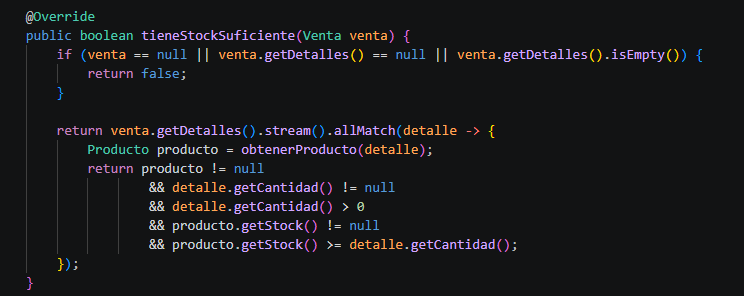 @Override
public boolean tieneStockSuficiente(Venta venta) {
    if (venta == null || venta.getDetalles() == null || venta.getDetalles().isEmpty()) {
        return false;
    }

    return venta.getDetalles().stream().allMatch(detalle -> {
        Producto producto = obtenerProducto(detalle);
        return producto != null
                && detalle.getCantidad() != null
                && detalle.getCantidad() > 0
                && producto.getStock() != null
                && producto.getStock() >= detalle.getCantidad();
    });
}